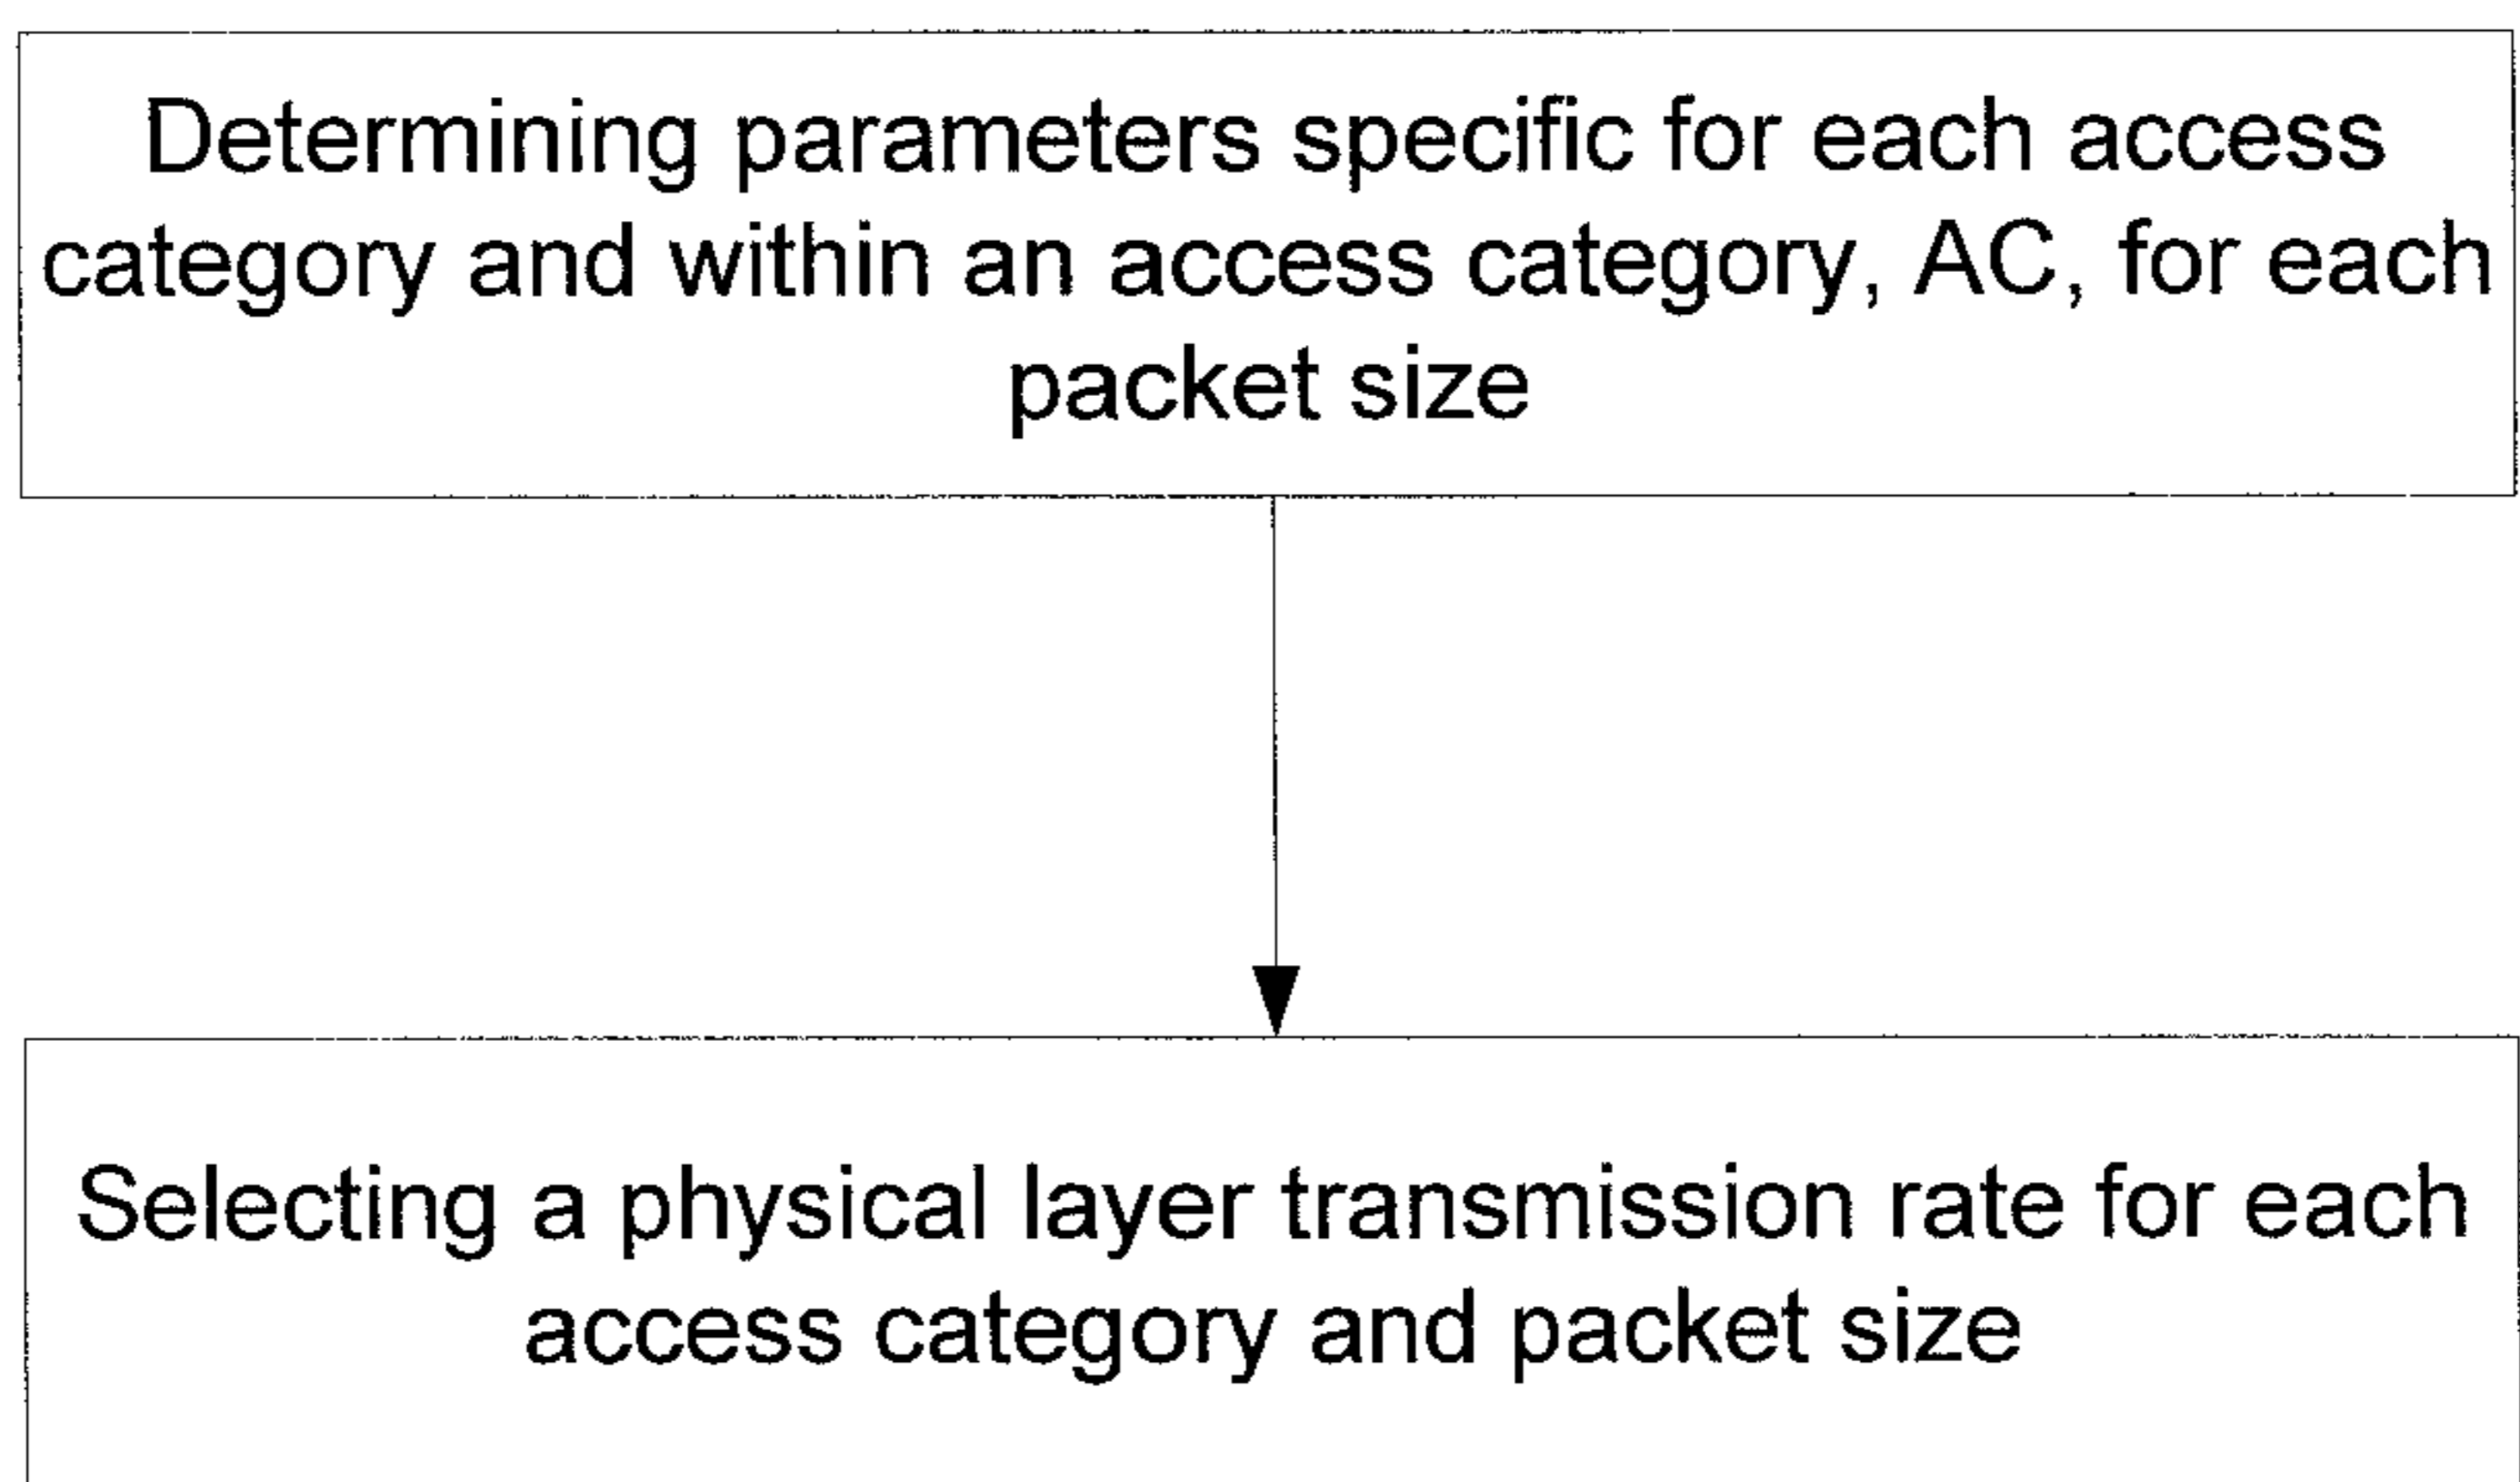 Determining parameters specific for each access
category and within an access category, AC, for each
packet size
Selecting a physical layer transmission rate for each
access category and packet size